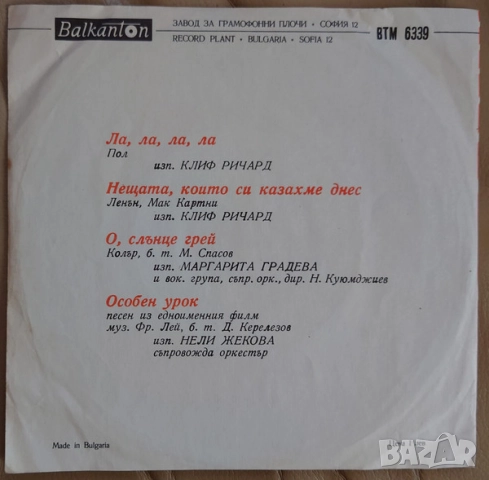 Balkanton
ЗАВОД ЗА ГРАМОФОННИ ПЛОЧИ • СОФИЯ 12
RECORD PLANT • BULGARIA • SOFIA 12
ВТМ 6339
Ла, ла, ла, ла
Пол
изп. КЛИФ РИЧАРД
Нещата, които си казахме днес
Ленън, Мак Картни
изп. КЛИФ РИЧАРД
О, слънце грей
Колър, б. т. М. Спасов
изп. МАРГАРИТА ГРАДЕВА
и вок. група, съпр. орк., дир. Н. Куюмджиев
Особен урок
песен из едноименния филм
муз. Фр. Лей, б. т. Д. Керелезов
изп. НЕЛИ ЖЕКОВА
съпровожда оркестър
Made in Bulgaria
bazar.bg